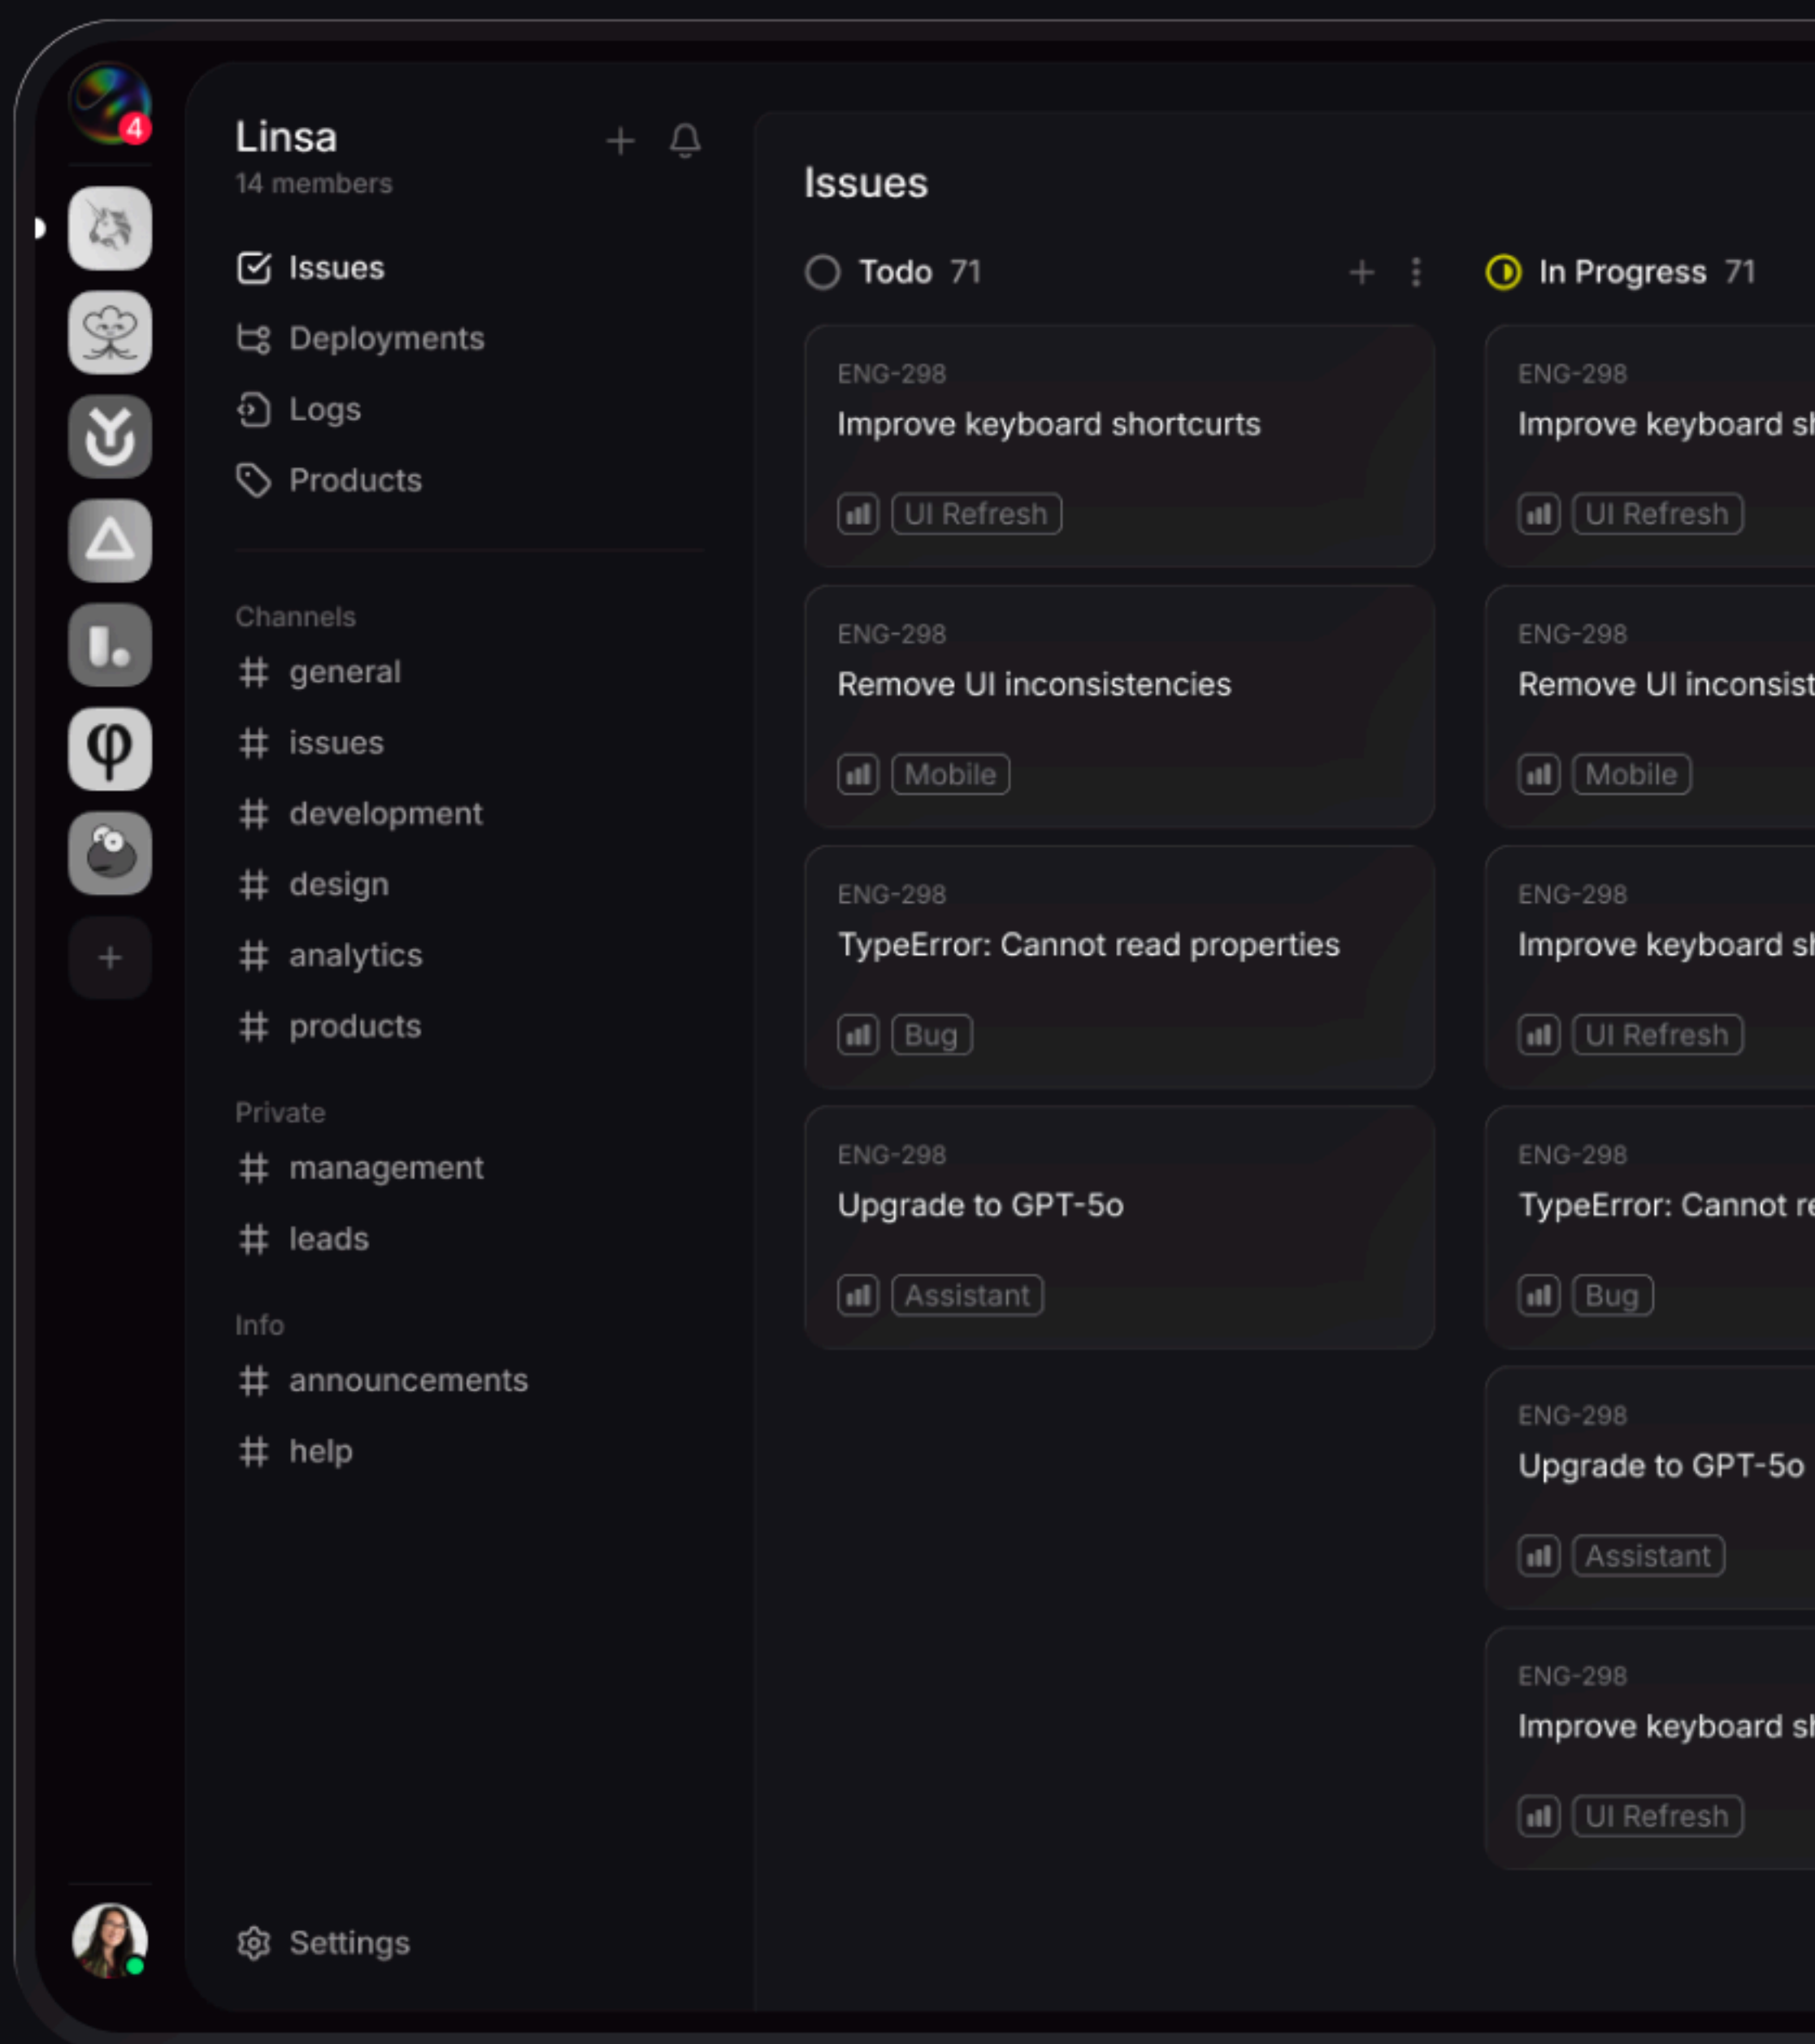 4
Linsa
14 members
Issues
Deployments
Logs
Products
Channels
general
issues
development
design
analytics
products
Private
management
leads
Info
announcements
help
Settings
Issues
Todo 71
ENG-298
Improve keyboard shortcurts
UI Refresh
ENG-298
Remove UI inconsistencies
Mobile
ENG-298
TypeError: Cannot read properties
Bug
ENG-298
Upgrade to GPT-5o
Assistant
In Progress 71
ENG-298
Improve keyboard sh
UI Refresh
ENG-298
Remove UI inconsist
Mobile
ENG-298
Improve keyboard sh
UI Refresh
ENG-298
TypeError: Cannot re
Bug
ENG-298
Upgrade to GPT-5o
Assistant
ENG-298
Improve keyboard sh
UI Refresh